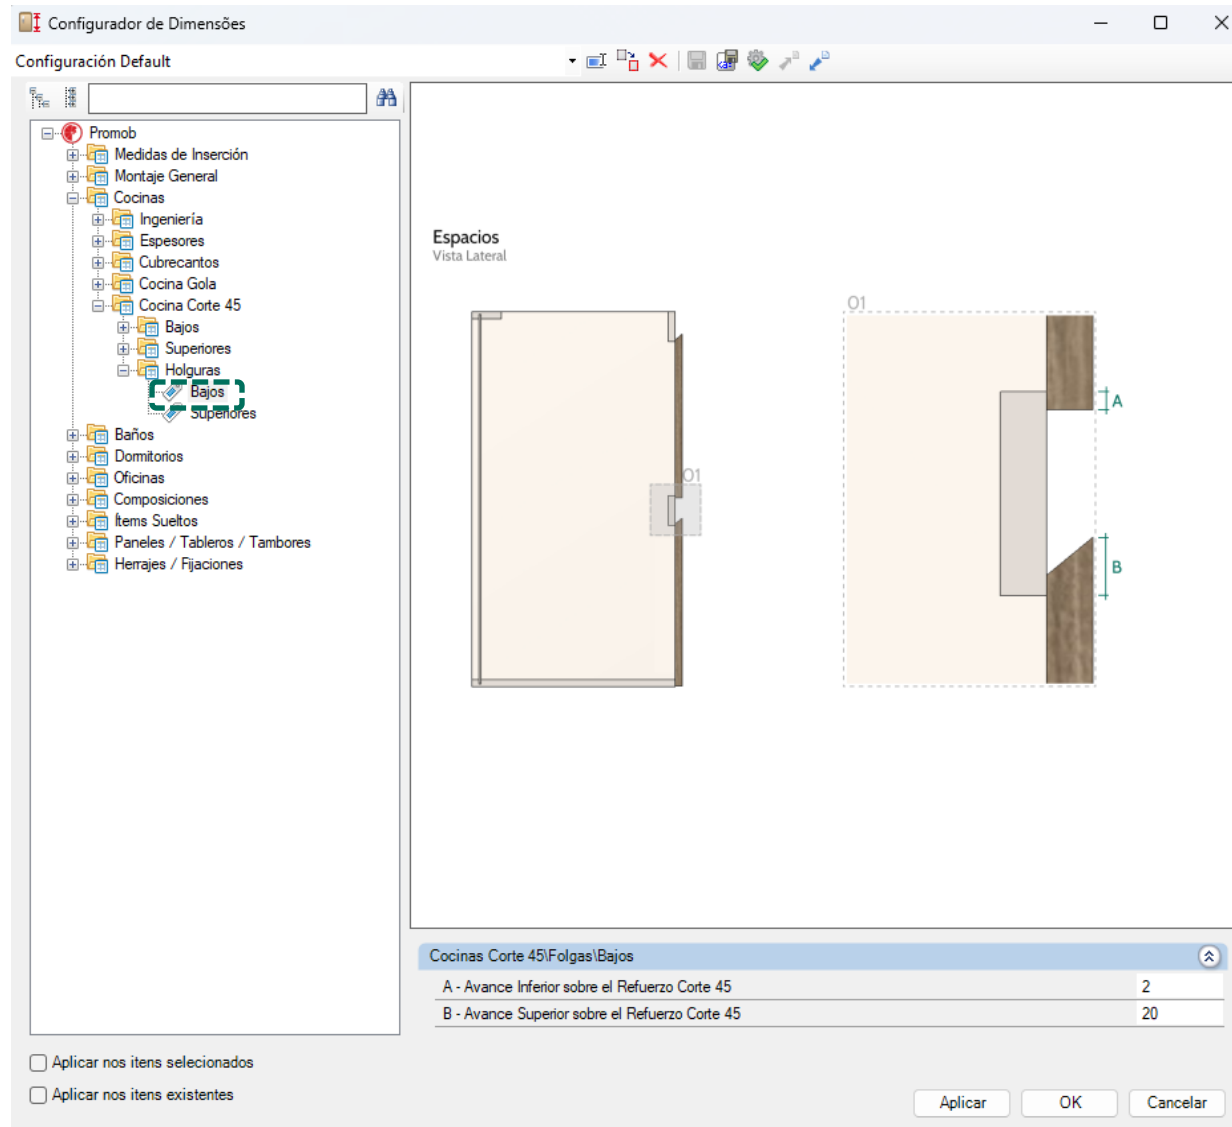 Configurador de Dimensões
Configuración Default
Promob
Medidas de Inserción
Montaje General
Cocinas
Ingeniería
Espesores
Cubrecantos
Cocina Gola
Cocina Corte 45
Bajos
Superiores
Holguras
Bajos
Superiores
Baños
Dormitorios
Oficinas
Composiciones
Ítems Sueltos
Paneles / Tableros / Tambores
Herrajes / Fijaciones
Espacios
Vista Lateral
01
01
A
B
Cocinas Corte 45\Folgas\Bajos
A - Avance Inferior sobre el Refuerzo Corte 45 2
B - Avance Superior sobre el Refuerzo Corte 45 20
Aplicar nos itens selecionados
Aplicar nos itens existentes
Aplicar OK Cancelar